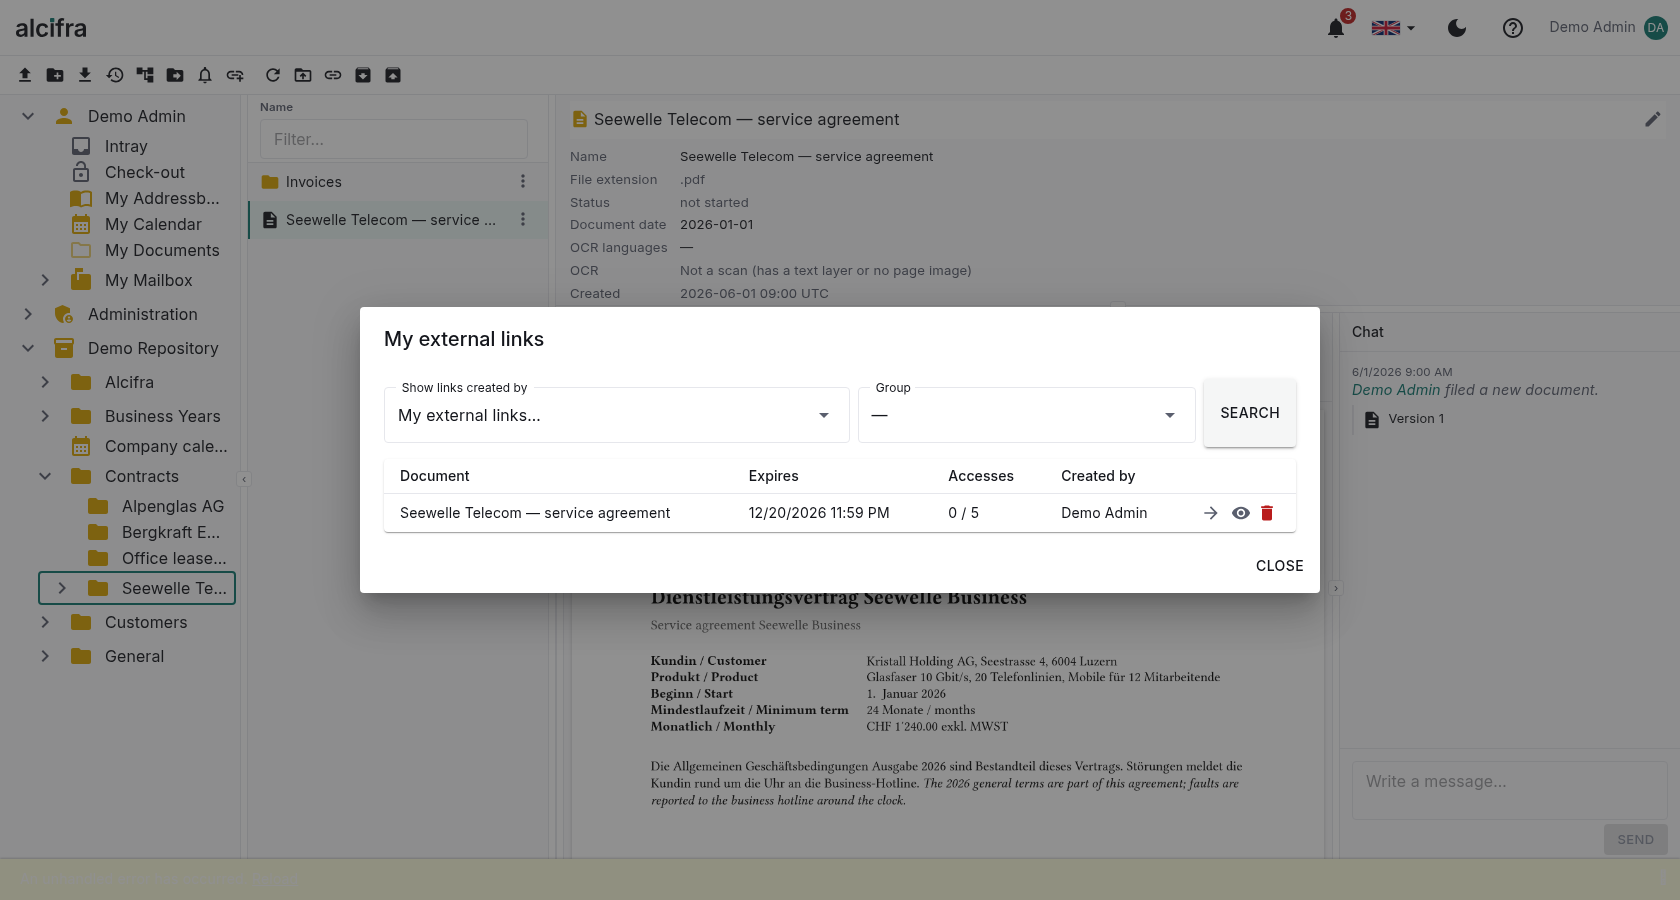 alcifra
3
Demo Admin
DA
Demo Admin
Intray
Check-out
My Addressb...
My Calendar
My Documents
My Mailbox
Administration
Demo Repository
Alcifra
Business Years
Company cale...
Contracts
Alpenglas AG
Bergkraft E...
Office lease...
Seewelle Te...
Customers
General
Name
Filter...
Invoices
Seewelle Telecom — service ...
Seewelle Telecom — service agreement
Name Seewelle Telecom — service agreement
File extension .pdf
Status not started
Document date 2026-01-01
OCR languages —
OCR Not a scan (has a text layer or no page image)
Created 2026-06-01 09:00 UTC
My external links
Show links created by
My external links...
Group
—
SEARCH
Document Expires Accesses Created by
Seewelle Telecom — service agreement 12/20/2026 11:59 PM 0 / 5 Demo Admin
CLOSE
Dienstleistungsvertrag Seewelle Business
Service agreement Seewelle Business
Kundin / Customer Kristall Holding AG, Seestrasse 4, 6004 Luzern
Produkt / Product Glasfaser 10 Gbit/s, 20 Telefonlinien, Mobile für 12 Mitarbeitende
Beginn / Start 1. Januar 2026
Mindestlaufzeit / Minimum term 24 Monate / months
Monatlich / Monthly CHF 1'240.00 exkl. MWST
Die Allgemeinen Geschäftsbedingungen Ausgabe 2026 sind Bestandteil dieses Vertrags. Störungen meldet die
Kundin rund um die Uhr an die Business-Hotline. The 2026 general terms are part of this agreement; faults are
reported to the business hotline around the clock.
Chat
6/1/2026 9:00 AM
Demo Admin filed a new document.
Version 1
Write a message...
SEND